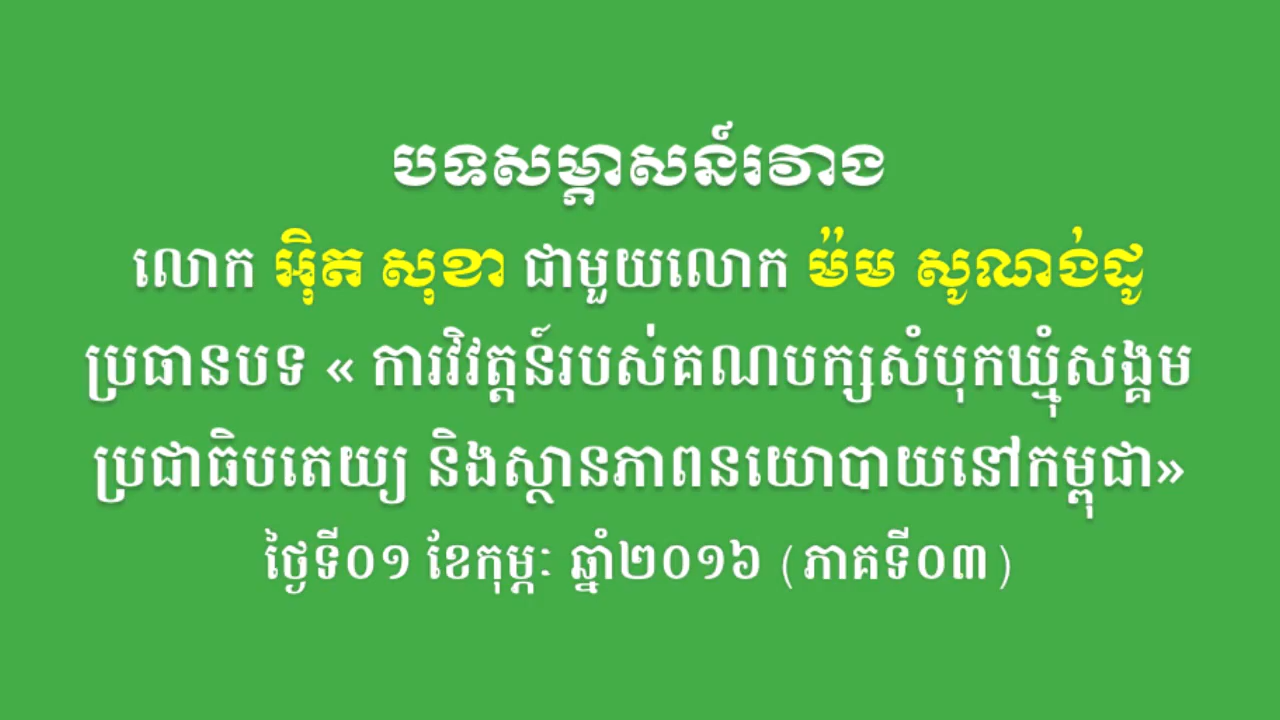 បទសម្ភាសន៍រវាង
លោក អ៊ិត សុខា ជាមួយលោក ម៉ម សូណង់ដូ
ប្រធានបទ « ការវិវត្តន៍របស់គណបក្សសំបុកឃ្មុំសង្គម
ប្រជាធិបតេយ្យ និងស្ថានភាពនយោបាយនៅកម្ពុជា»
ថ្ងៃទី០១ ខែកុម្ភៈ ឆ្នាំ២០១៦ (ភាគទី០៣)